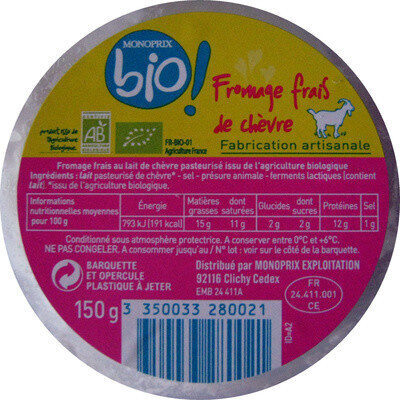 MONOPRIX
bio!
Fromage frais
de chèvre
Fabrication artisanale
CERTIFIÉ
AB
AGRICULTURE
BIOLOGIQUE
produit issu de
l'Agriculture
Biologique.
FR-BIO-01
Agriculture France
Fromage frais au lait de chèvre pasteurisé issu de l'agriculture biologique
Ingrédients : lait pasteurisé de chèvre* - sel - présure animale - ferments lactiques (contient
lait). *issu de l'agriculture biologique.
Informations nutritionnelles moyennes pour 100 g
Énergie Matières grasses dont saturées Glucides dont sucres Protéines Sel
793 kJ (191 kcal) 15 g 11 g 2 g 2 g 12 g 1 g
Conditionné sous atmosphère protectrice. A conserver entre 0°C et +6°C.
NE PAS CONGELER. A consommer jusqu'au / N° lot : voir sur le côté de la barquette.
BARQUETTE
ET OPERCULE
PLASTIQUE À JETER
Distribué par MONOPRIX EXPLOITATION
92116 Clichy Cedex
EMB 24 411A
FR
24.411.001
CE
150 g
3 350033 280021
ID=A2